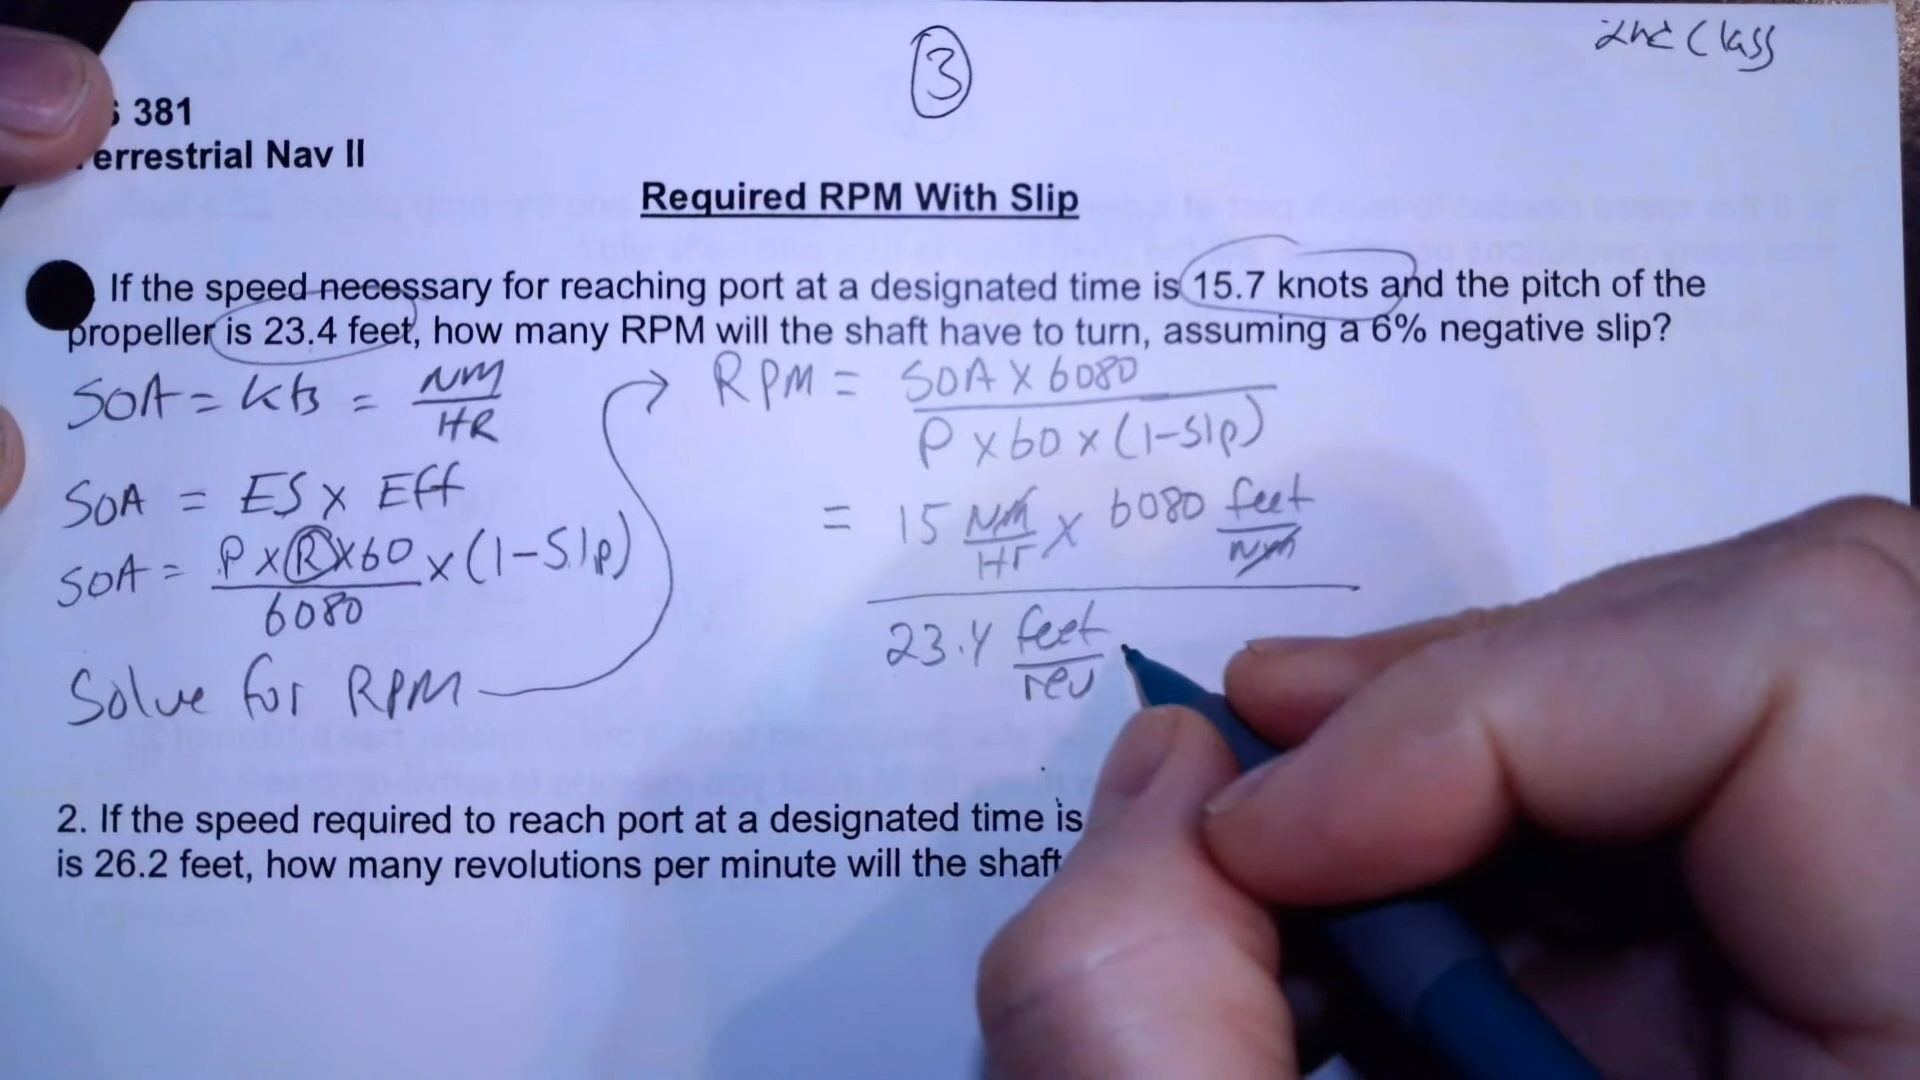 3
2nd Class
381
errestrial Nav II
Required RPM With Slip
If the speed necessary for reaching port at a designated time is 15.7 knots and the pitch of the
propeller is 23.4 feet, how many RPM will the shaft have to turn, assuming a 6% negative slip?
SOA = kts = NM/HR
SOA = ES x Eff
SOA = P x R x 60 / 6080 x (1-Slp)
Solve for RPM
RPM = SOA x 6080 / P x 60 x (1-Slp)
= 15 NM/Hr x 6080 feet/NM
23.4 feet/rev
2. If the speed required to reach port at a designated time is
is 26.2 feet, how many revolutions per minute will the shaft